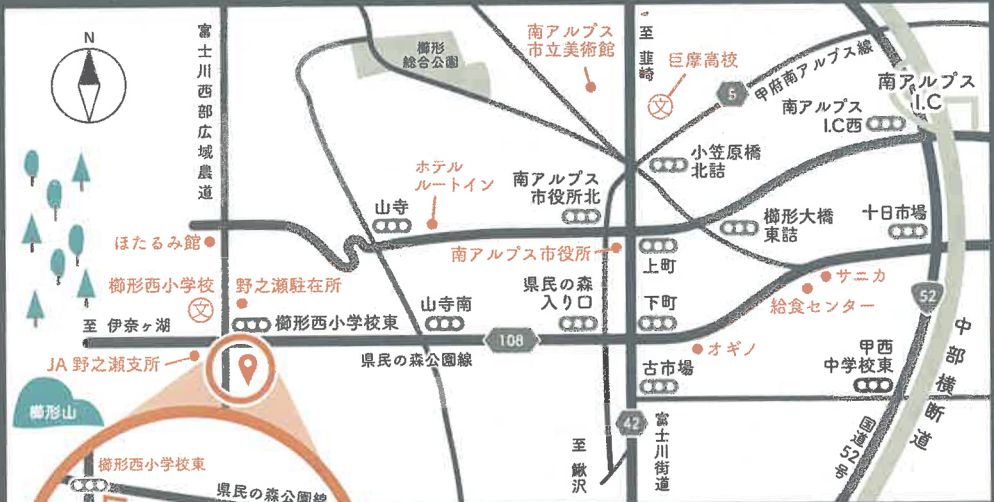 N
富士川西部広域農道
櫛形
総合公園
南アルプス
市立美術館
至 韮崎
巨摩高校
文
5
甲府南アルプス線
南アルプス
I.C
南アルプス
I.C西
小笠原橋
北詰
ホテル
ルートイン
南アルプス
市役所北
山寺
櫛形大橋
東詰
十日市場
ほたるみ館
南アルプス市役所
上町
サニカ
給食センター
櫛形西小学校
文
野之瀬駐在所
県民の森
入り口
下町
52
至 伊奈ヶ湖
櫛形西小学校東
山寺南
108
県民の森公園線
オギノ
中部横断道
JA 野之瀬支所
古市場
甲西
中学校東
櫛形山
42
富士川街道
国道52号
至 鰍沢
櫛形西小学校東
県民の森公園線